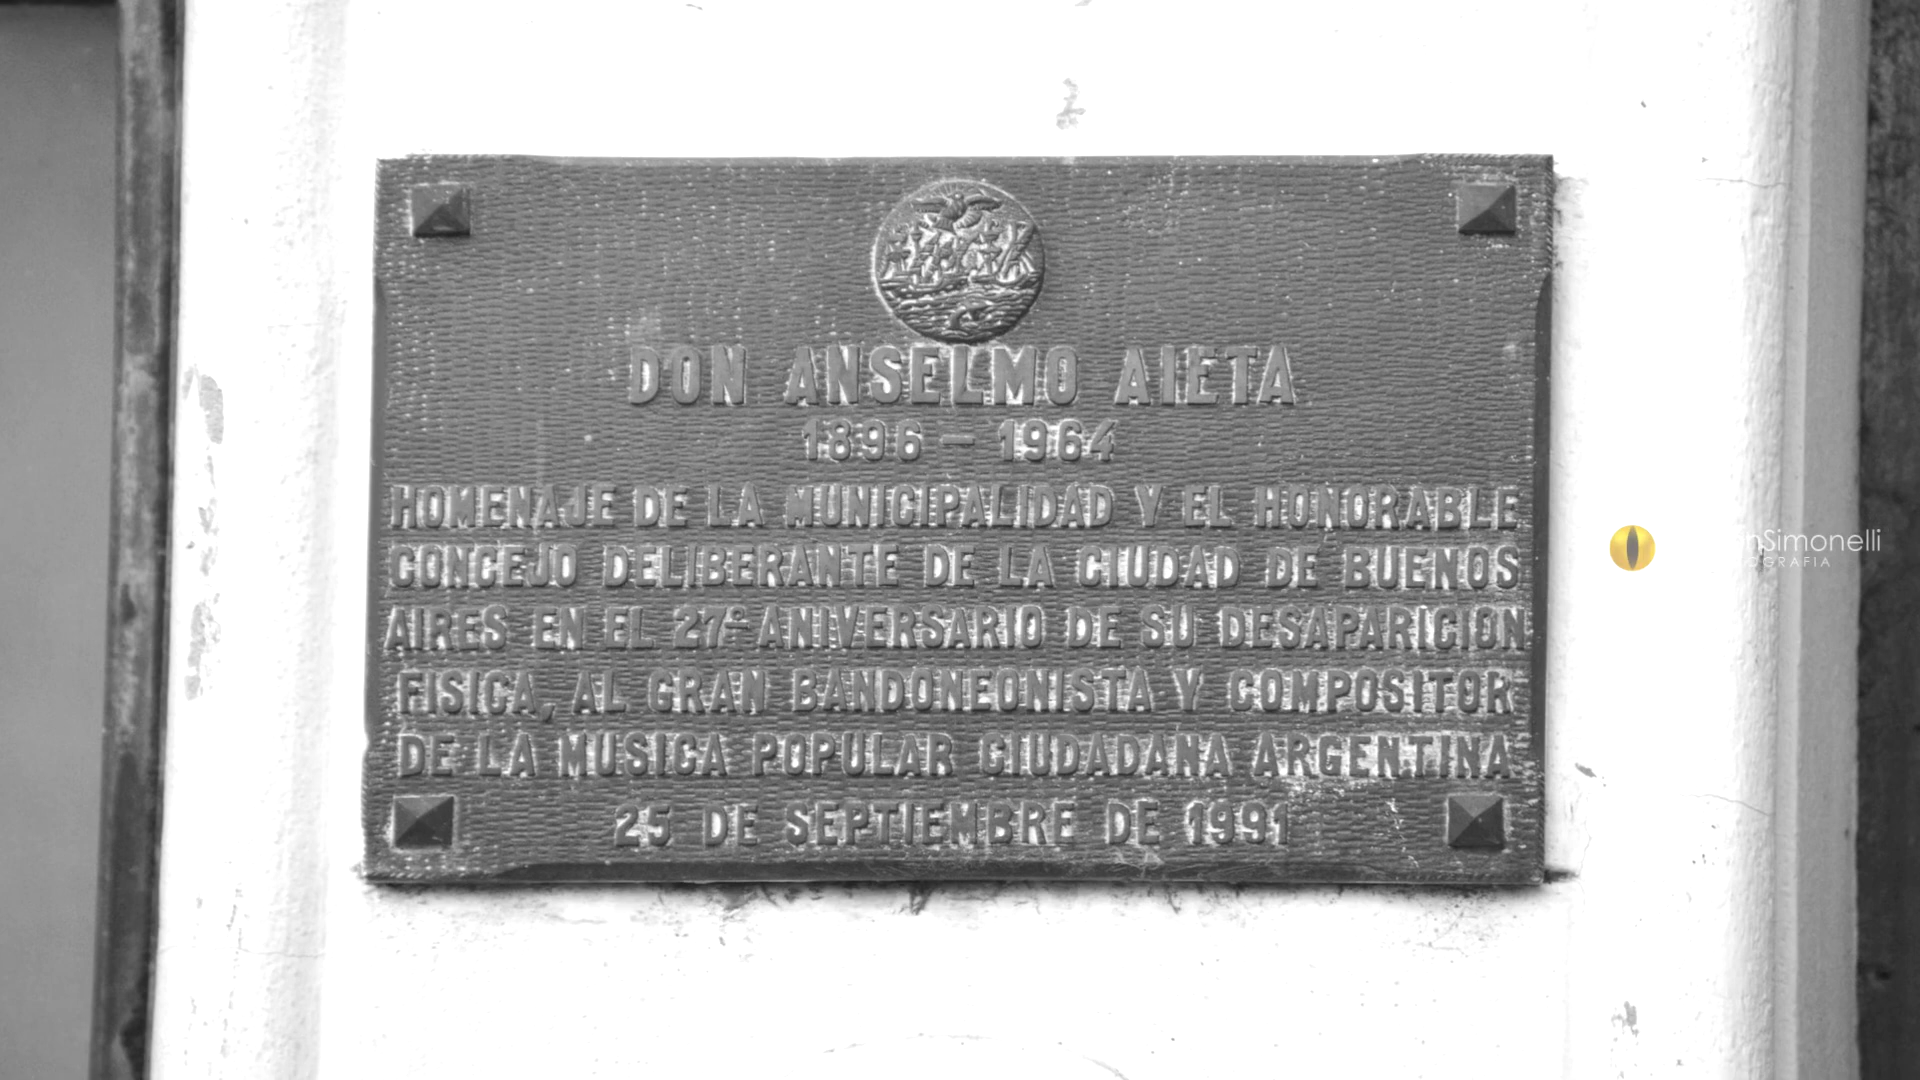 DON ANSELMO AIETA
1896 - 1964
HOMENAJE DE LA MUNICIPALIDAD Y EL HONORABLE
CONCEJO DELIBERANTE DE LA CIUDAD DE BUENOS
AIRES EN EL 27° ANIVERSARIO DE SU DESAPARICION
FISICA, AL GRAN BANDONEONISTA Y COMPOSITOR
DE LA MUSICA POPULAR CIUDADANA ARGENTINA
25 DE SEPTIEMBRE DE 1991